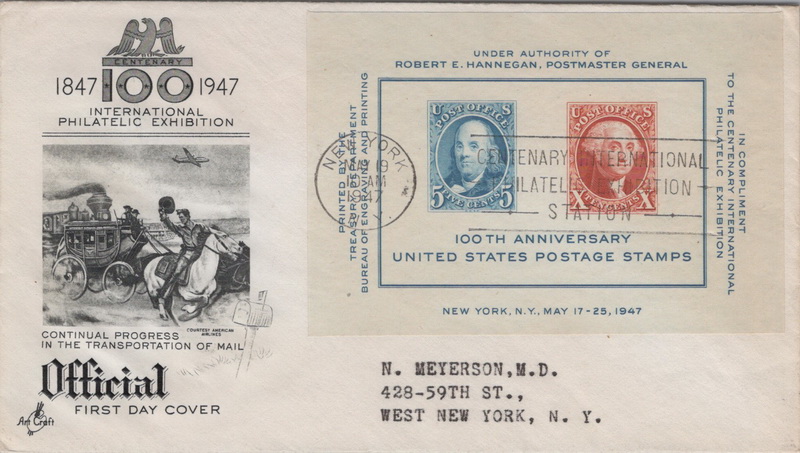 CENTENARY
1847 100 1947
INTERNATIONAL
PHILATELIC EXHIBITION
COURTESY AMERICAN
AIRLINES
CONTINUAL PROGRESS
IN THE TRANSPORTATION OF MAIL
Official
FIRST DAY COVER
Art Craft
UNDER AUTHORITY OF
ROBERT E. HANNEGAN, POSTMASTER GENERAL
PRINTED BY THE
TREASURY DEPARTMENT
BUREAU OF ENGRAVING AND PRINTING
IN COMPLIMENT
TO THE CENTENARY INTERNATIONAL
PHILATELIC EXHIBITION
U S
POST OFFICE
5 FIVE CENTS 5
U S
POST OFFICE
X TEN CENTS X
NEW YORK
19
AM
CENTENARY INTERNATIONAL
PHILATELIC EXHIBITION
STATION
100TH ANNIVERSARY
UNITED STATES POSTAGE STAMPS
NEW YORK, N.Y., MAY 17-25, 1947
N. MEYERSON,M.D.
428-59TH ST.,
WEST NEW YORK, N. Y.